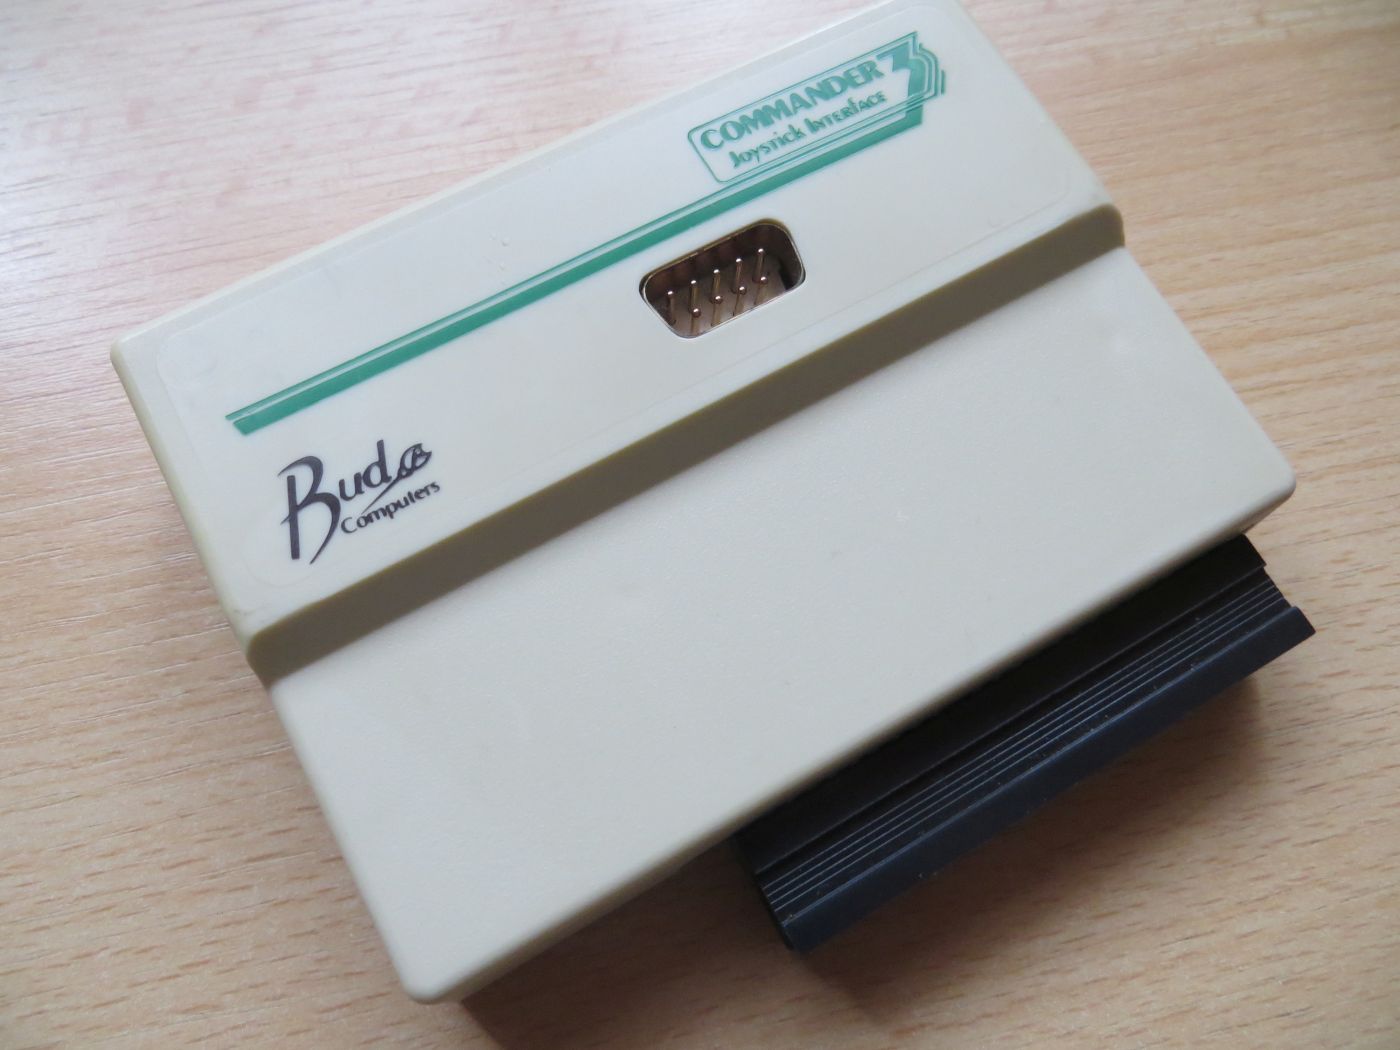 COMMANDER 3
Joystick Interface
Bud
Computers